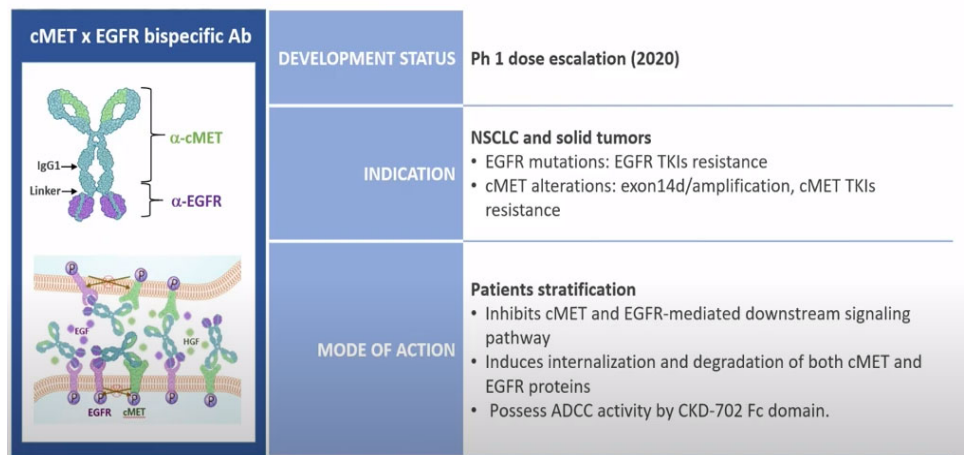 cMET x EGFR bispecific Ab
α-cMET
IgG1
Linker
α-EGFR
P
P
P
P
EGF
HGF
P
P
P
P
P
EGFR
cMET
DEVELOPMENT STATUS
Ph 1 dose escalation (2020)
INDICATION
NSCLC and solid tumors
• EGFR mutations: EGFR TKIs resistance
• cMET alterations: exon14d/amplification, cMET TKIs
resistance
MODE OF ACTION
Patients stratification
• Inhibits cMET and EGFR-mediated downstream signaling
pathway
• Induces internalization and degradation of both cMET and
EGFR proteins
• Possess ADCC activity by CKD-702 Fc domain.